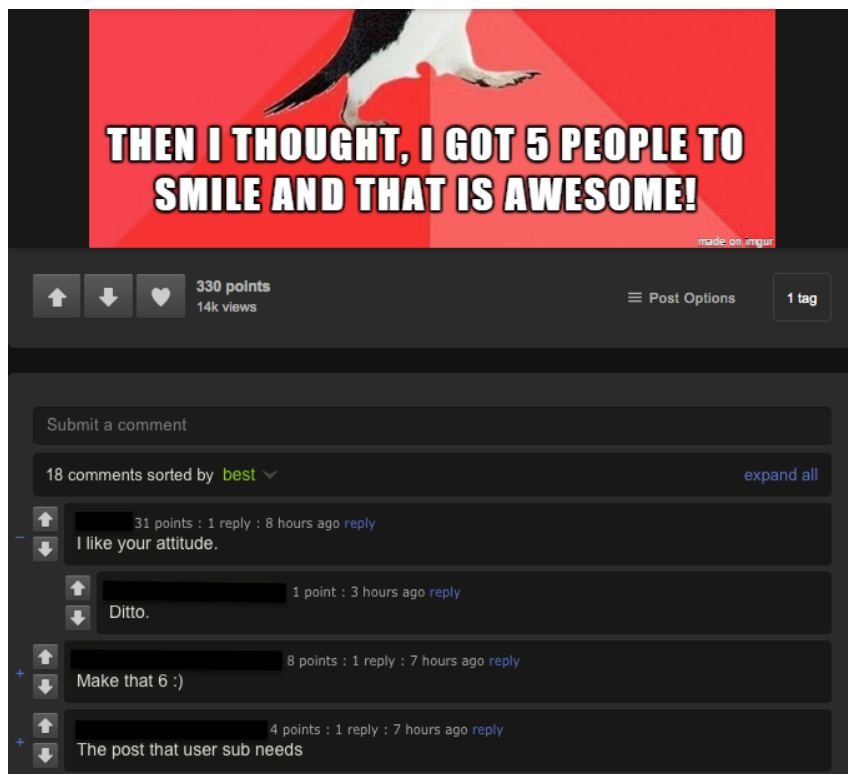 THEN I THOUGHT, I GOT 5 PEOPLE TO
SMILE AND THAT IS AWESOME!
made on imgur
330 points
14k views
Post Options
1 tag
Submit a comment
18 comments sorted by best
expand all
31 points : 1 reply : 8 hours ago reply
I like your attitude.
1 point : 3 hours ago reply
Ditto.
8 points : 1 reply : 7 hours ago reply
Make that 6 :)
4 points : 1 reply : 7 hours ago reply
The post that user sub needs